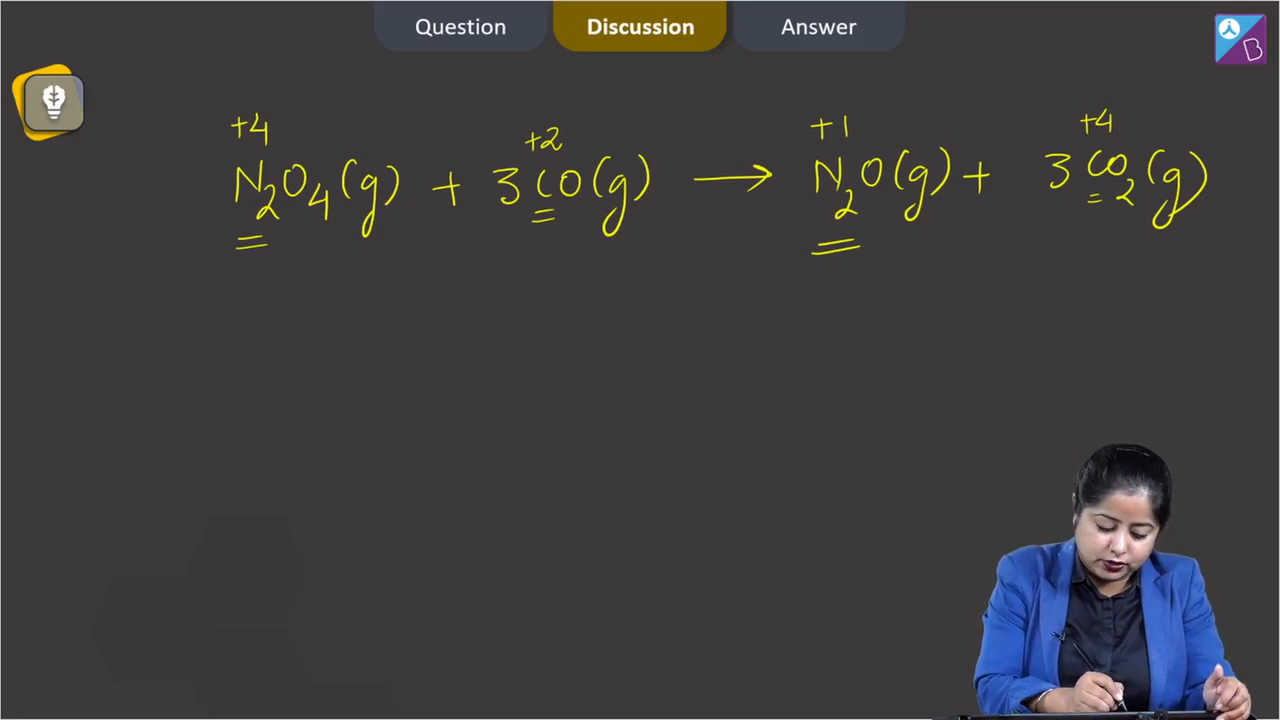 Question Discussion Answer
+4 +2 +1 +4
N₂O₄(g) + 3CO(g) → N₂O(g) + 3CO₂(g)
B